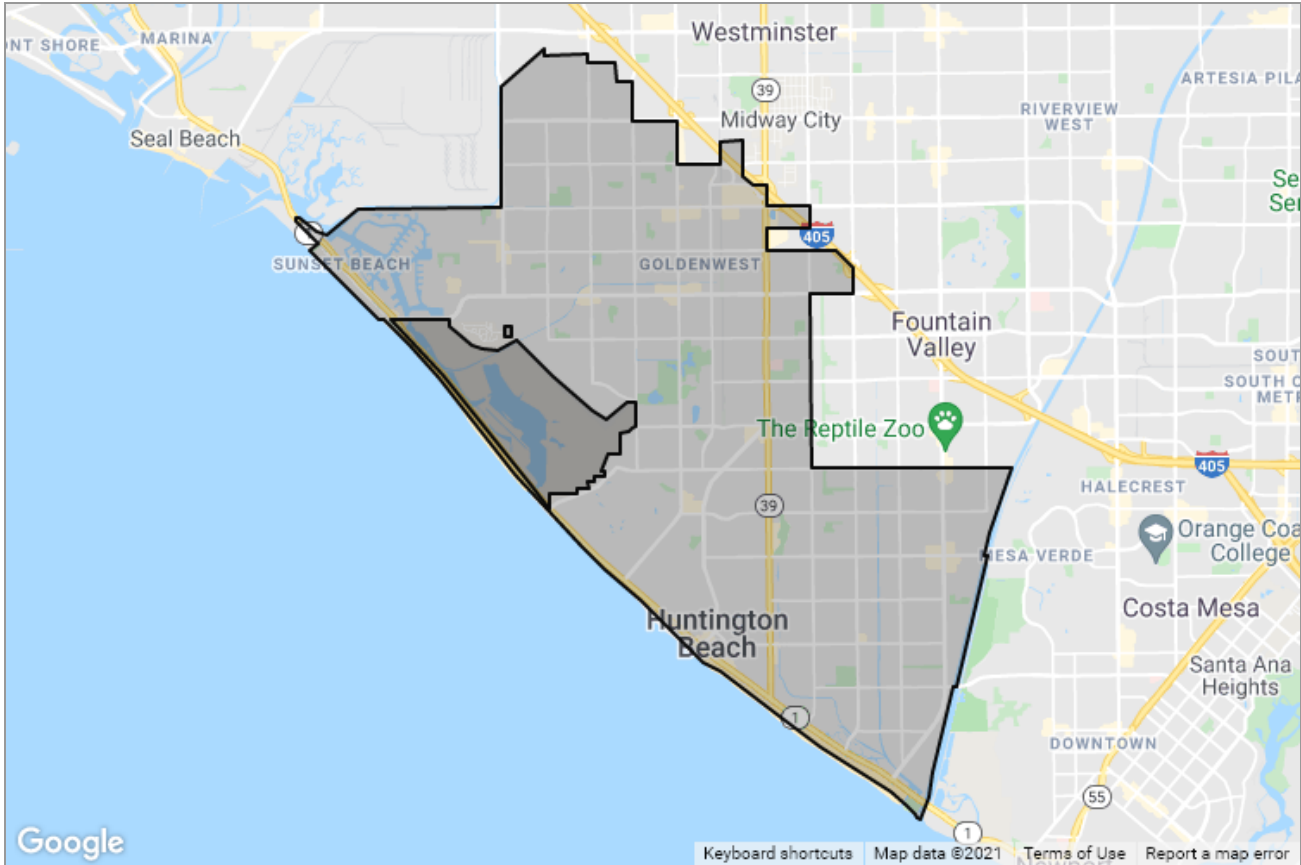 Westminster
MARINA
ONT SHORE
ARTESIA PILA
39
RIVERVIEW
WEST
Midway City
Seal Beach
Se
Ser
405
SUNSET BEACH
GOLDENWEST
Fountain
Valley
SOUT
SOUTH C
METR
The Reptile Zoo
405
HALECREST
39
Orange Coa
College
MESA VERDE
Costa Mesa
Huntington
Beach
Santa Ana
Heights
1
DOWNTOWN
55
1
Google
Keyboard shortcuts
Map data ©2021
Terms of Use
Report a map error